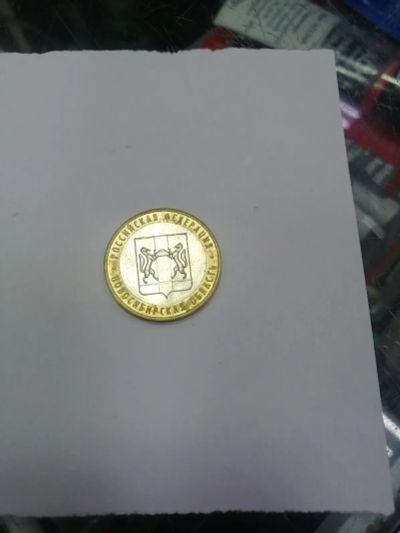 РОССИЙСКАЯ ФЕДЕРАЦИЯ
НОВОСИБИРСКАЯ ОБЛАСТЬ